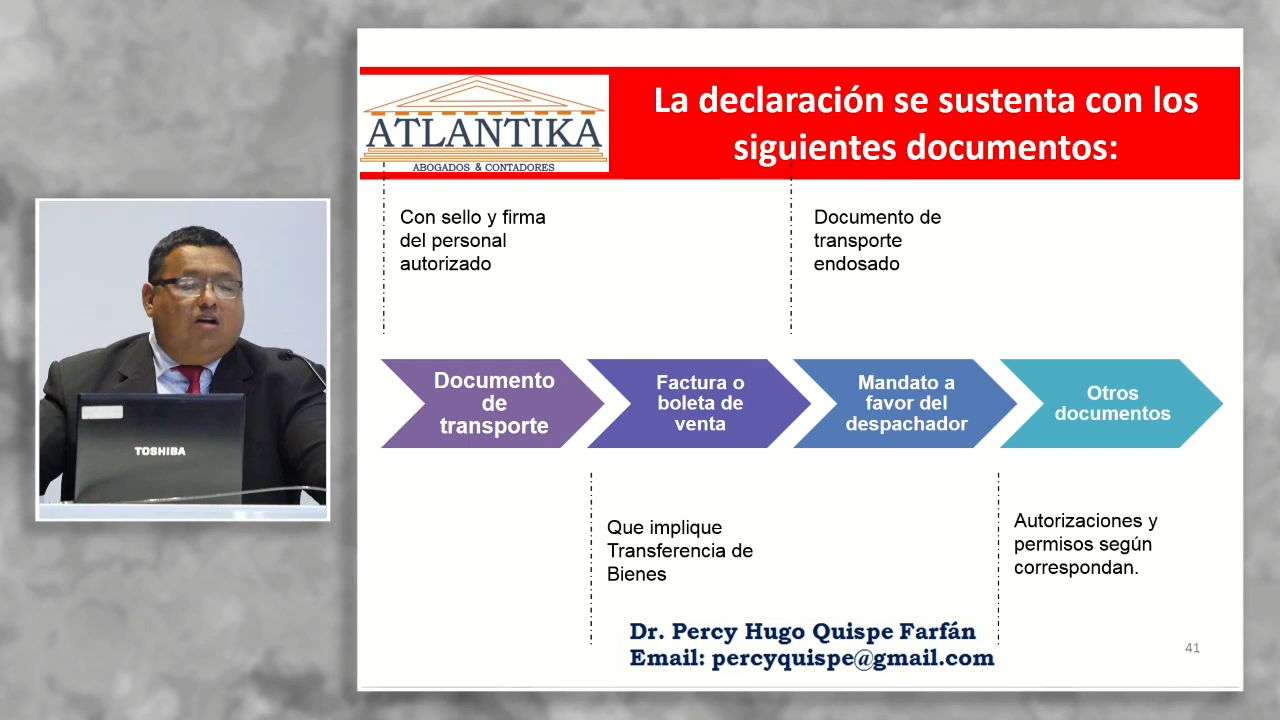 ATLANTIKA
ABOGADOS & CONTADORES
La declaración se sustenta con los
siguientes documentos:
Con sello y firma
del personal
autorizado
Documento de
transporte
endosado
Documento
de
transporte
Factura o
boleta de
venta
Mandato a
favor del
despachador
Otros
documentos
Que implique
Transferencia de
Bienes
Autorizaciones y
permisos según
correspondan.
Dr. Percy Hugo Quispe Farfán
Email: percyquispe@gmail.com
41
TOSHIBA